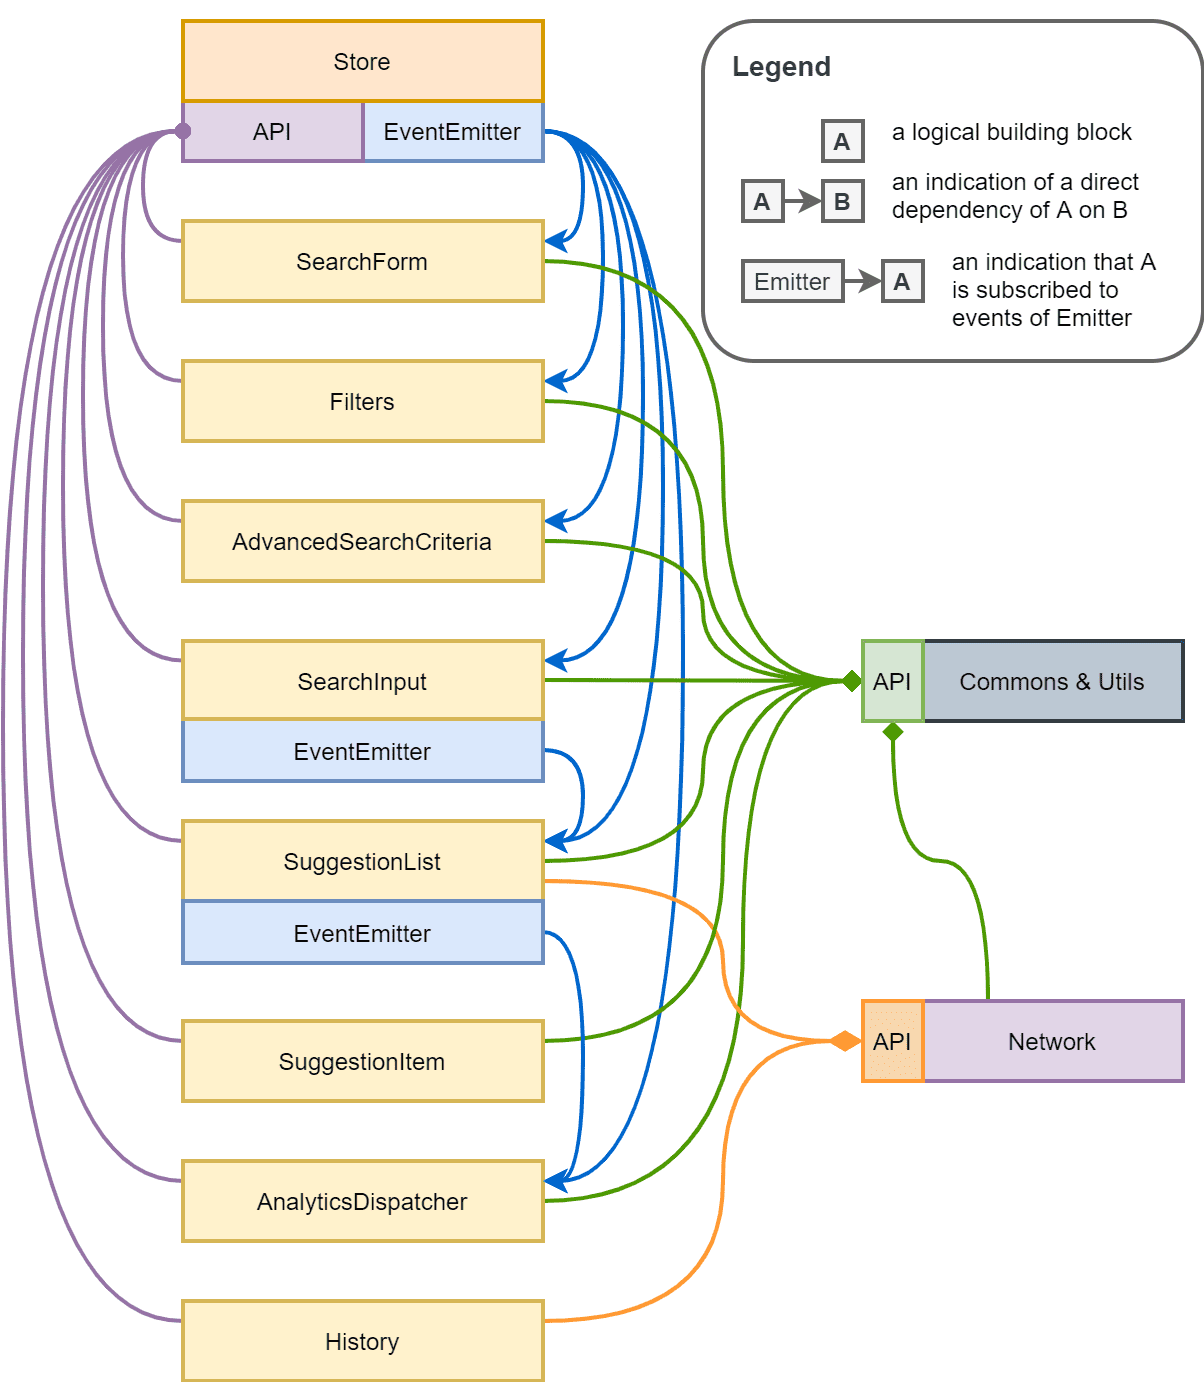 Store
API
EventEmitter
SearchForm
Filters
AdvancedSearchCriteria
SearchInput
EventEmitter
SuggestionList
EventEmitter
SuggestionItem
AnalyticsDispatcher
History
Legend
A
a logical building block
A
B
an indication of a direct
dependency of A on B
Emitter
A
an indication that A
is subscribed to
events of Emitter
API
Commons & Utils
API
Network